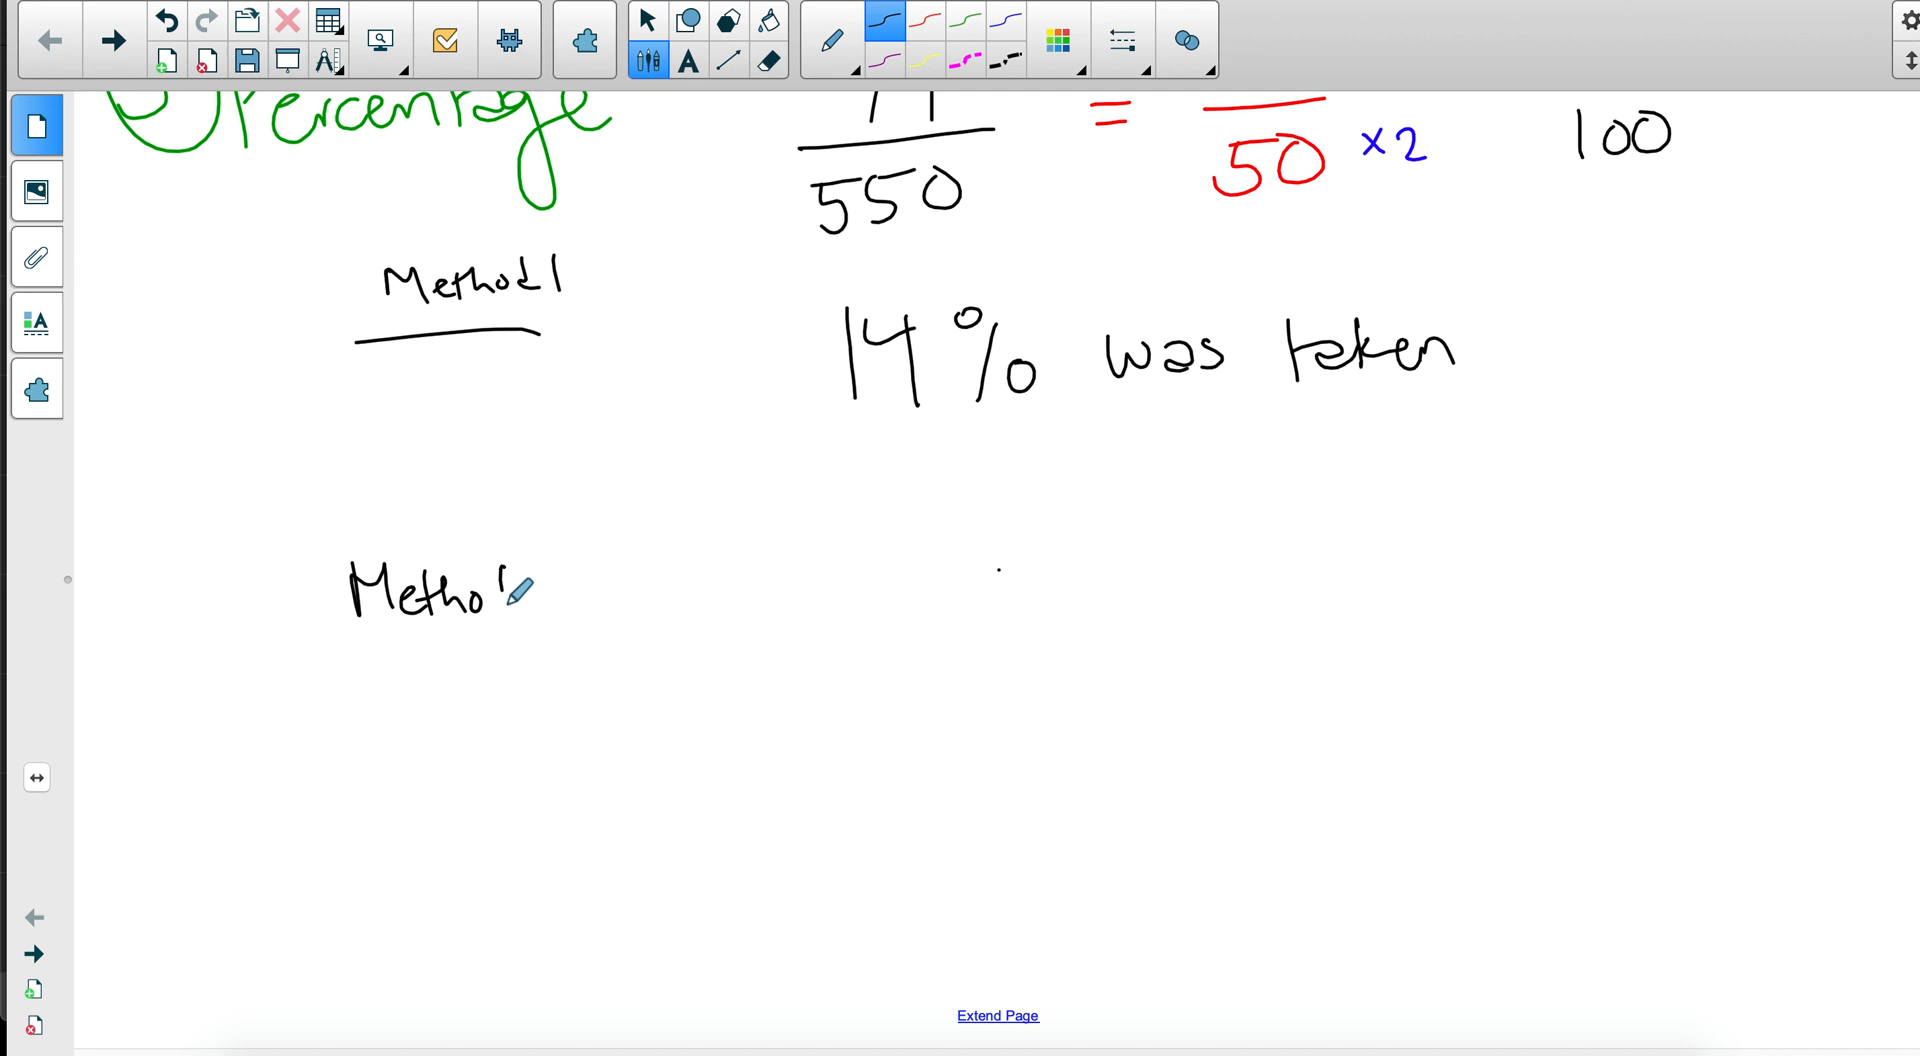 Percentage
= 50 ×2 100
550
Method 1
14% was taken
Metho
Extend Page